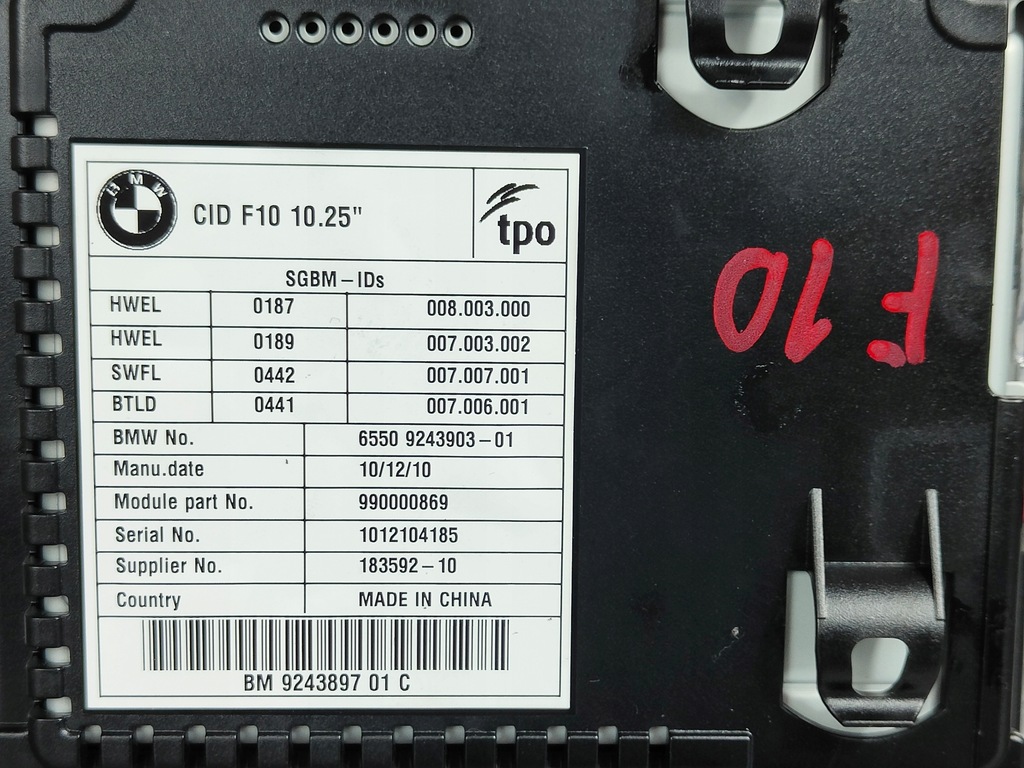 BMW
CID F10 10.25"
tpo
SGBM-IDs
HWEL 0187 008.003.000
HWEL 0189 007.003.002
SWFL 0442 007.007.001
BTLD 0441 007.006.001
BMW No. 6550 9243903-01
Manu.date 10/12/10
Module part No. 990000869
Serial No. 1012104185
Supplier No. 183592-10
Country MADE IN CHINA
BM 9243897 01 C
F10